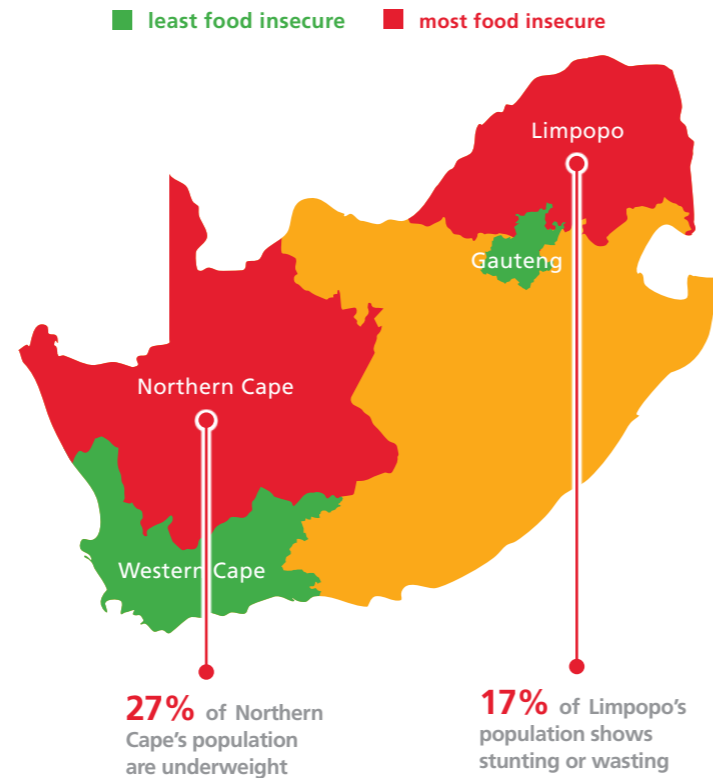 least food insecure
most food insecure
Limpopo
Gauteng
Northern Cape
Western Cape
27% of Northern
Cape's population
are underweight
17% of Limpopo's
population shows
stunting or wasting